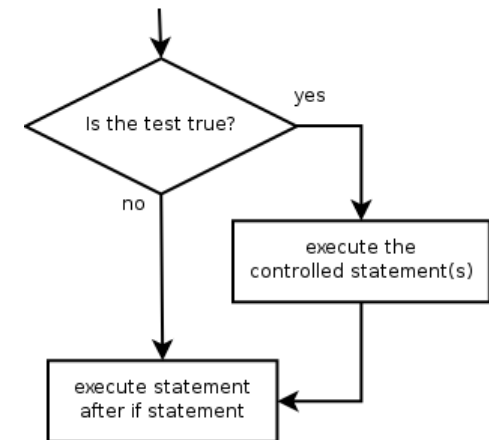 Is the test true?
yes
no
execute the
controlled statement(s)
execute statement
after if statement